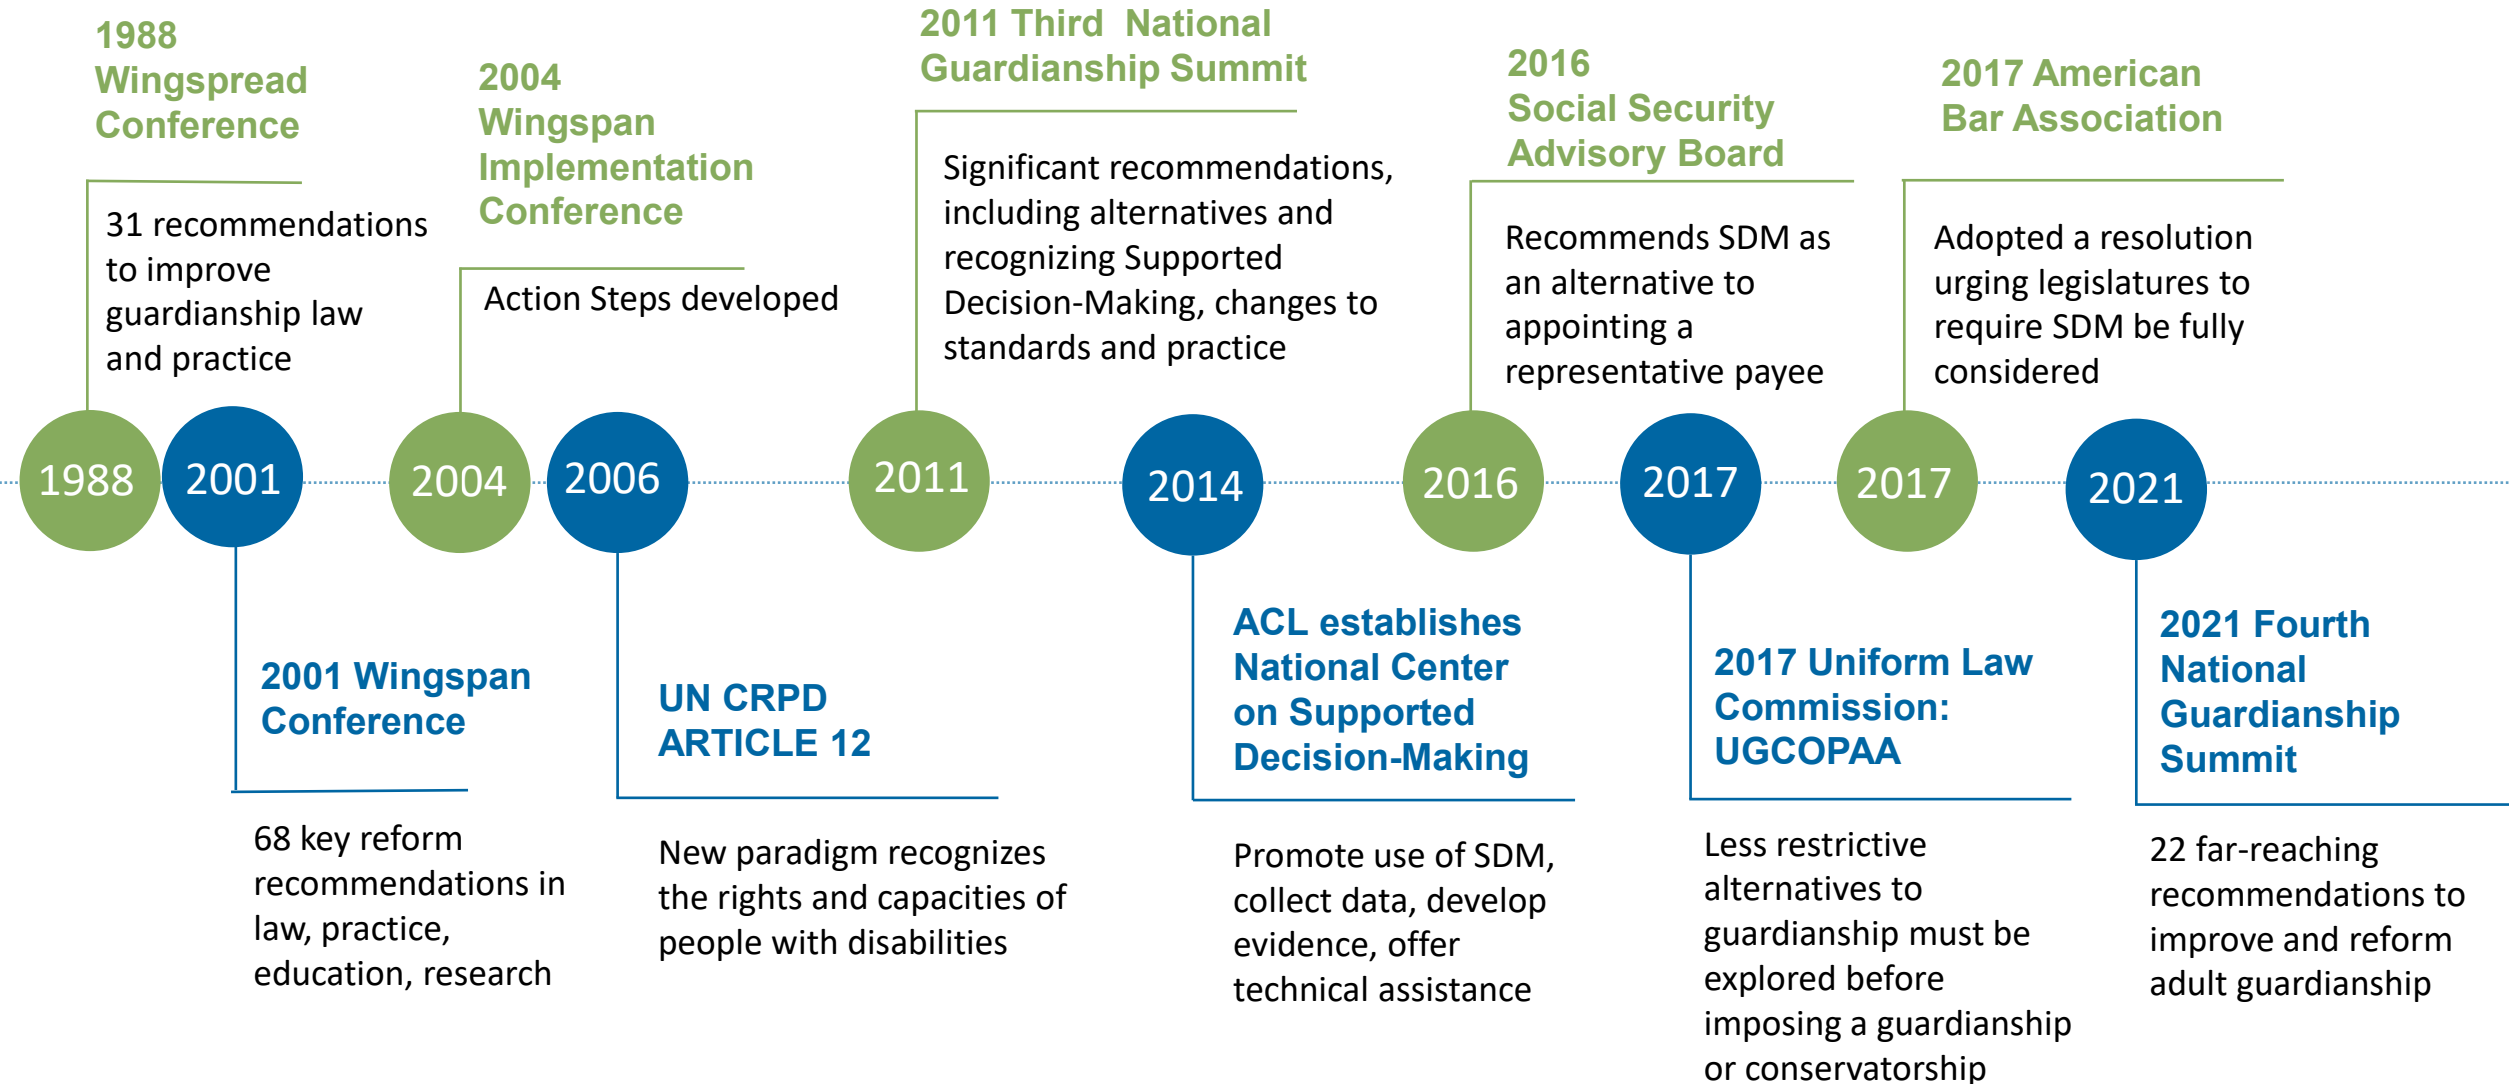 1988
Wingspread
Conference
31 recommendations
to improve
guardianship law
and practice
2004
Wingspan
Implementation
Conference
Action Steps developed
2011 Third National
Guardianship Summit
Significant recommendations,
including alternatives and
recognizing Supported
Decision-Making, changes to
standards and practice
2016
Social Security
Advisory Board
Recommends SDM as
an alternative to
appointing a
representative payee
2017 American
Bar Association
Adopted a resolution
urging legislatures to
require SDM be fully
considered
1988
2001
2004
2006
2011
2014
2016
2017
2017
2021
2001 Wingspan
Conference
68 key reform
recommendations in
law, practice,
education, research
UN CRPD
ARTICLE 12
New paradigm recognizes
the rights and capacities of
people with disabilities
ACL establishes
National Center
on Supported
Decision-Making
Promote use of SDM,
collect data, develop
evidence, offer
technical assistance
2017 Uniform Law
Commission:
UGCOPAA
Less restrictive
alternatives to
guardianship must be
explored before
imposing a guardianship
or conservatorship
2021 Fourth
National
Guardianship
Summit
22 far-reaching
recommendations to
improve and reform
adult guardianship